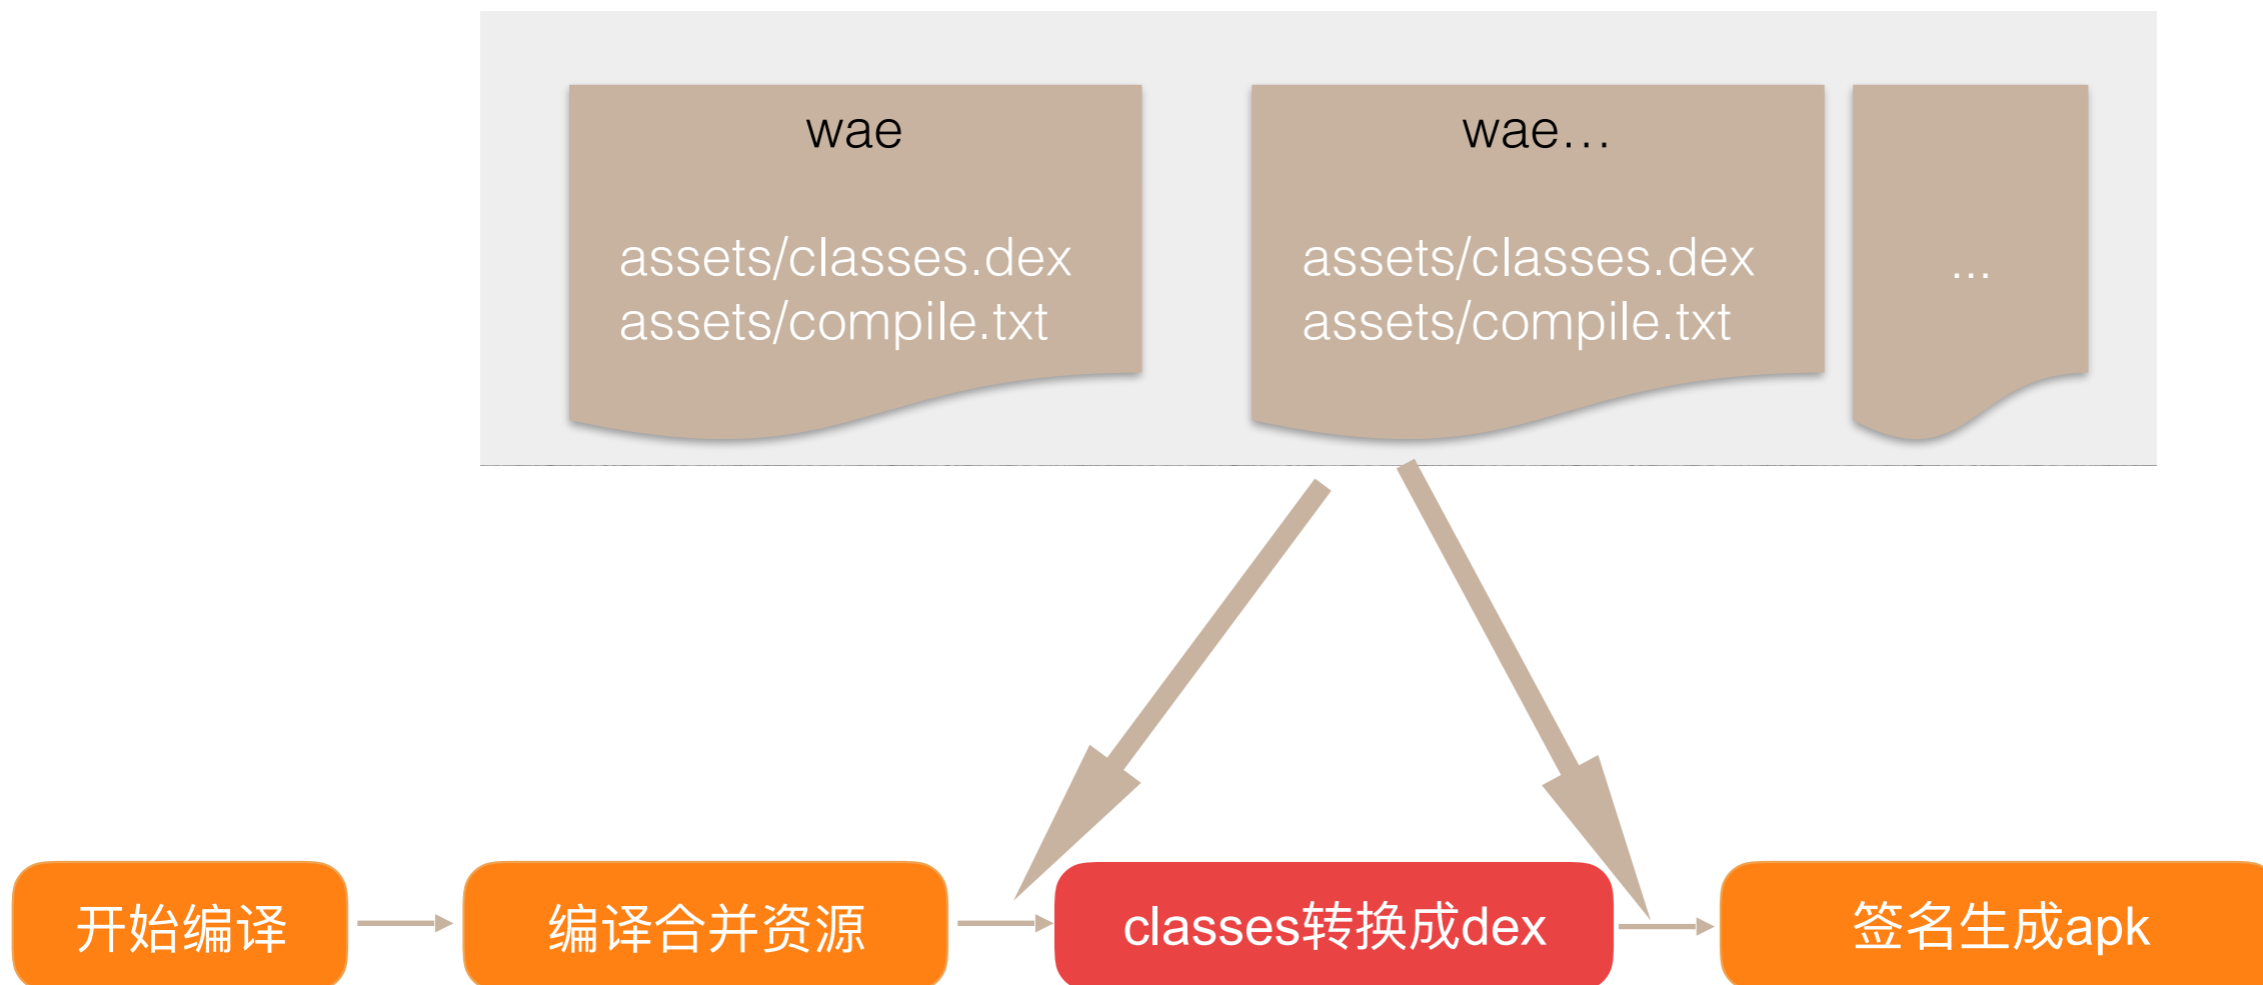 wae
assets/classes.dex
assets/compile.txt
wae...
assets/classes.dex
assets/compile.txt
...
开始编译
编译合并资源
classes转换成dex
签名生成apk